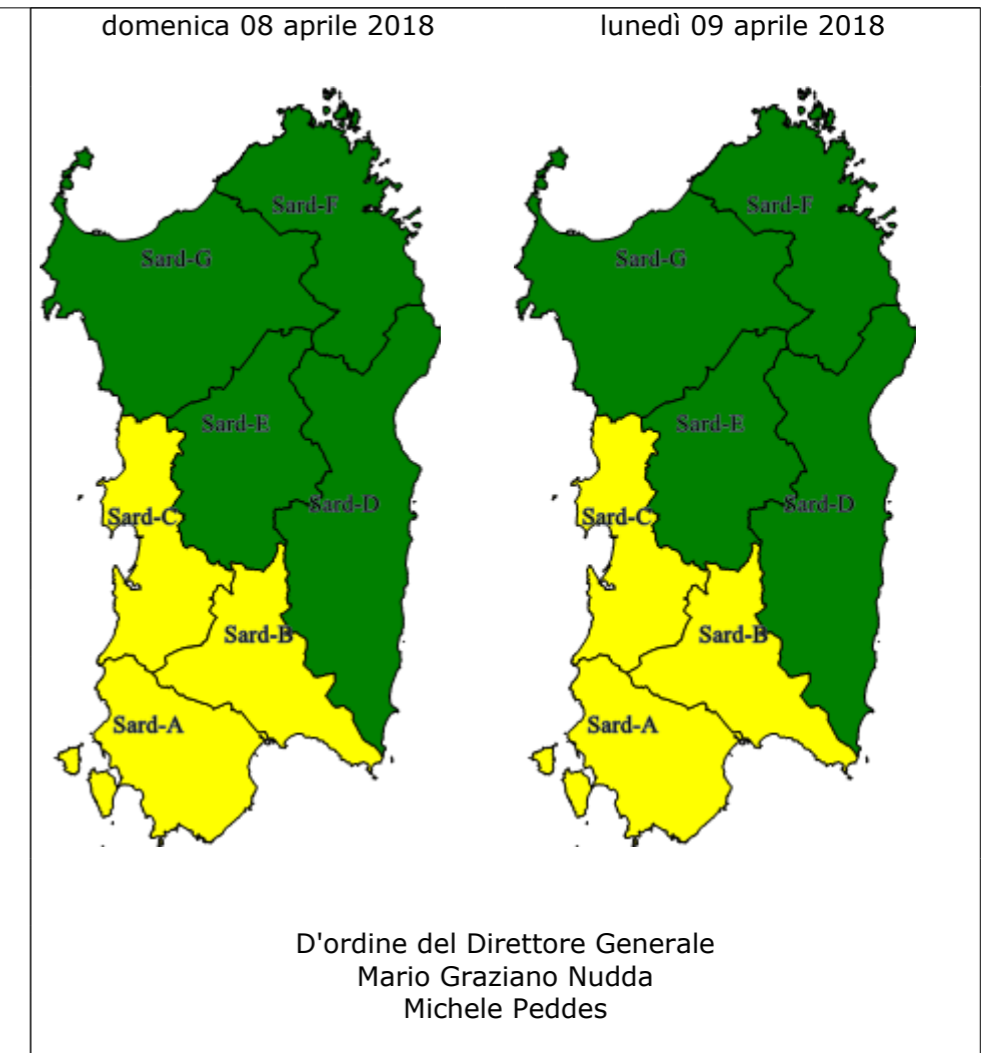 domenica 08 aprile 2018
lunedì 09 aprile 2018
Sard-F
Sard-G
Sard-E
Sard-D
Sard-C
Sard-B
Sard-A
Sard-F
Sard-G
Sard-E
Sard-D
Sard-C
Sard-B
Sard-A
D'ordine del Direttore Generale
Mario Graziano Nudda
Michele Peddes